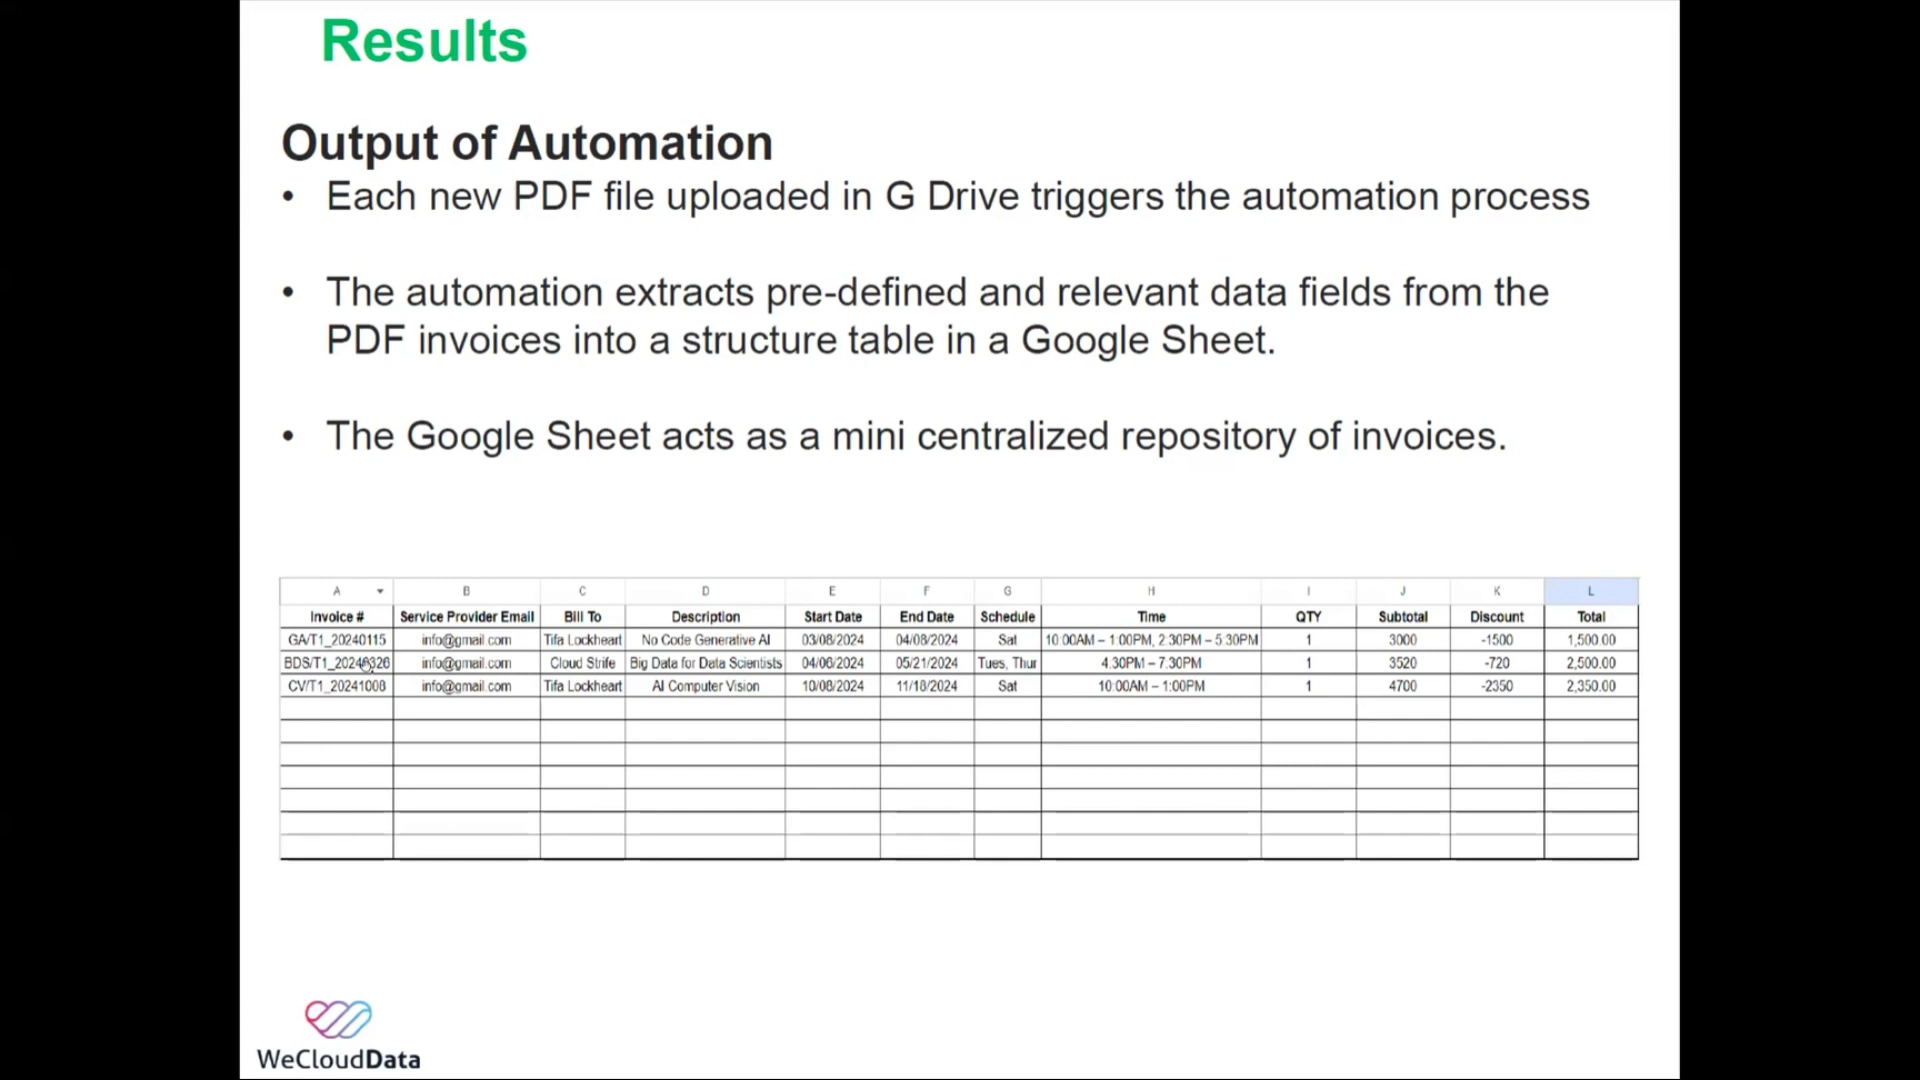 Results
Output of Automation
• Each new PDF file uploaded in G Drive triggers the automation process
• The automation extracts pre-defined and relevant data fields from the
PDF invoices into a structure table in a Google Sheet.
• The Google Sheet acts as a mini centralized repository of invoices.
A B C D E F G H I J K L
Invoice # Service Provider Email Bill To Description Start Date End Date Schedule Time QTY Subtotal Discount Total
GA/T1_20240115 info@gmail.com Tifa Lockheart No Code Generative AI 03/08/2024 04/08/2024 Sat 10:00AM – 1:00PM, 2:30PM – 5:30PM 1 3000 -1500 1,500.00
BDS/T1_20240326 info@gmail.com Cloud Strife Big Data for Data Scientists 04/06/2024 05/21/2024 Tues, Thur 4:30PM – 7:30PM 1 3520 -720 2,500.00
CV/T1_20241008 info@gmail.com Tifa Lockheart AI Computer Vision 10/08/2024 11/18/2024 Sat 10:00AM – 1:00PM 1 4700 -2350 2,350.00
WeCloudData